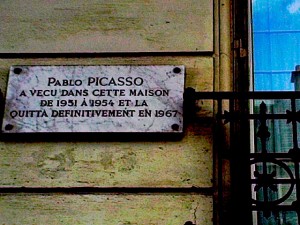 PABLO PICASSO
A VECU DANS CETTE MAISON
DE 1951 À 1954 ET LA
QUITTA DEFINITIVEMENT EN 1967